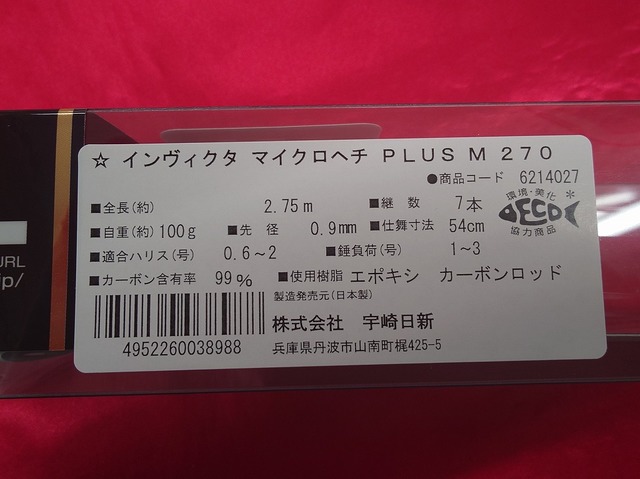 ☆ インヴィクタ マイクロヘチ PLUS M 270
●商品コード 6214027
■全長(約) 2.75m ■継 数 7本
■自重(約) 100g ■先 径 0.9mm ■仕舞寸法 54cm
■適合ハリス(号) 0.6~2 ■錘負荷(号) 1~3
■カーボン含有率 99% ■使用樹脂 エポキシ カーボンロッド
製造発売元(日本製)
株式会社 宇崎日新
兵庫県丹波市山南町梶425-5
4952260038988
環境・美化
DECO
協力商品
URL
jp/